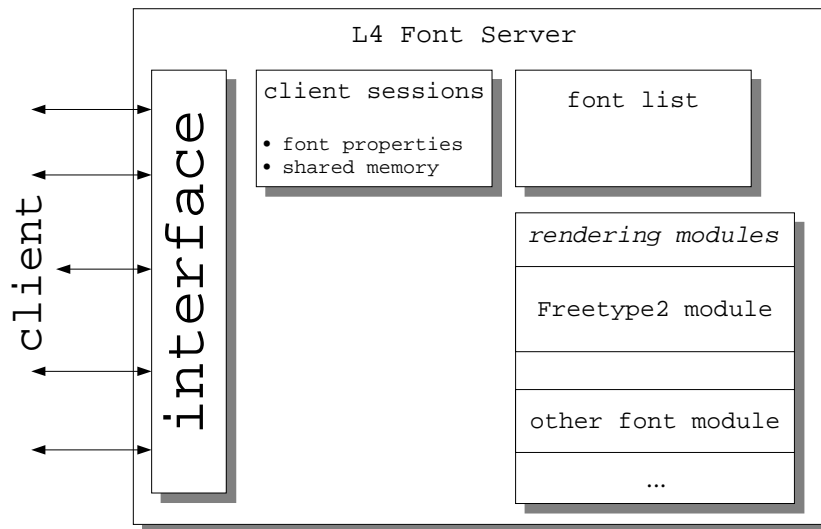 L4 Font Server
client
interface
client sessions
• font properties
• shared memory
font list
rendering modules
Freetype2 module
other font module
...